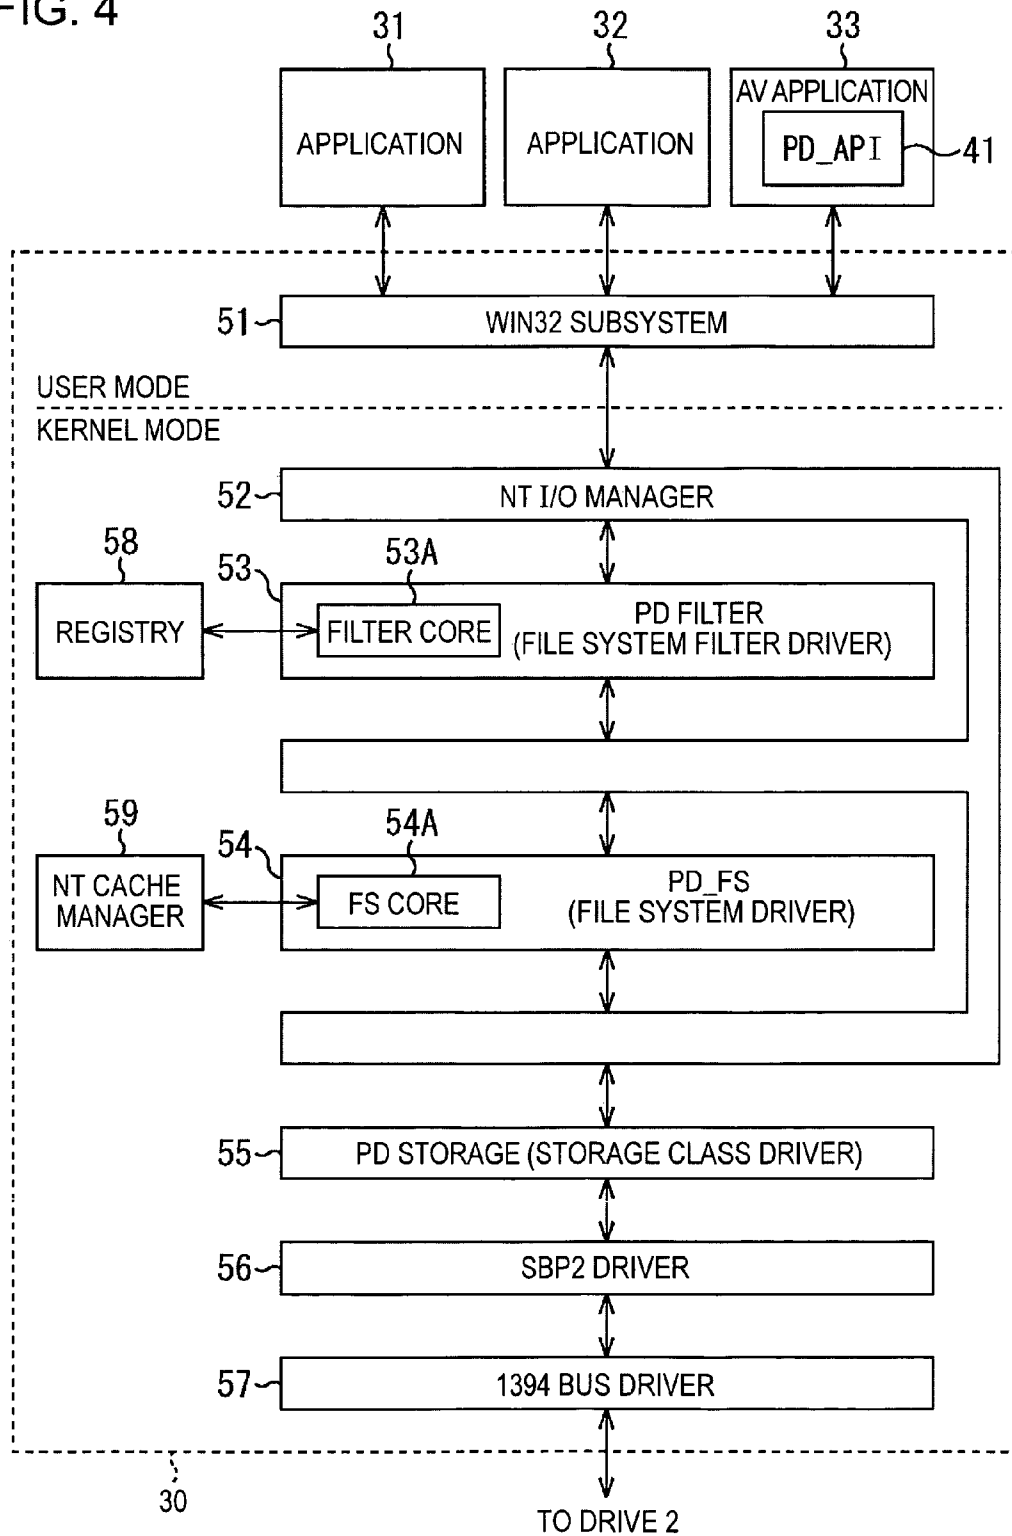 FIG. 4
31
32
33
APPLICATION
APPLICATION
AV APPLICATION
PD_API
41
51
WIN32 SUBSYSTEM
USER MODE
KERNEL MODE
52
NT I/O MANAGER
58
53
53A
REGISTRY
FILTER CORE
PD FILTER
(FILE SYSTEM FILTER DRIVER)
59
54
54A
NT CACHE
MANAGER
FS CORE
PD_FS
(FILE SYSTEM DRIVER)
55
PD STORAGE (STORAGE CLASS DRIVER)
56
SBP2 DRIVER
57
1394 BUS DRIVER
30
TO DRIVE 2